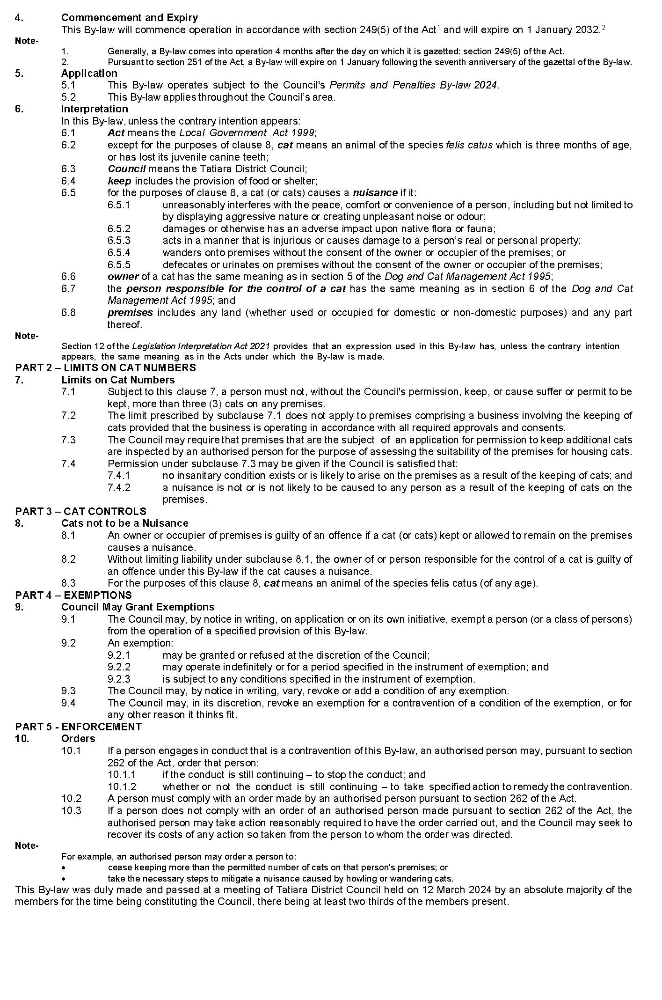 4. Commencement and Expiry
This By-law will commence operation in accordance with section 249(5) of the Act1 and will expire on 1 January 2032.2
Note-
1. Generally, a By-law comes into operation 4 months after the day on which it is gazetted: section 249(5) of the Act.
2. Pursuant to section 251 of the Act, a By-law will expire on 1 January following the seventh anniversary of the gazettal of the By-law.
5. Application
5.1 This By-law operates subject to the Council's Permits and Penalties By-law 2024.
5.2 This By-law applies throughout the Council’s area.
6. Interpretation
In this By-law, unless the contrary intention appears:
6.1 Act means the Local Government Act 1999;
6.2 except for the purposes of clause 8, cat means an animal of the species felis catus which is three months of age,
or has lost its juvenile canine teeth;
6.3 Council means the Tatiara District Council;
6.4 keep includes the provision of food or shelter;
6.5 for the purposes of clause 8, a cat (or cats) causes a nuisance if it:
6.5.1 unreasonably interferes with the peace, comfort or convenience of a person, including but not limited to
by displaying aggressive nature or creating unpleasant noise or odour;
6.5.2 damages or otherwise has an adverse impact upon native flora or fauna;
6.5.3 acts in a manner that is injurious or causes damage to a person’s real or personal property;
6.5.4 wanders onto premises without the consent of the owner or occupier of the premises; or
6.5.5 defecates or urinates on premises without the consent of the owner or occupier of the premises;
6.6 owner of a cat has the same meaning as in section 5 of the Dog and Cat Management Act 1995;
6.7 the person responsible for the control of a cat has the same meaning as in section 6 of the Dog and Cat
Management Act 1995; and
6.8 premises includes any land (whether used or occupied for domestic or non-domestic purposes) and any part
thereof.
Note-
Section 12 of the Legislation Interpretation Act 2021 provides that an expression used in this By-law has, unless the contrary intention
appears, the same meaning as in the Acts under which the By-law is made.
PART 2 – LIMITS ON CAT NUMBERS
7. Limits on Cat Numbers
7.1 Subject to this clause 7, a person must not, without the Council's permission, keep, or cause suffer or permit to be
kept, more than three (3) cats on any premises.
7.2 The limit prescribed by subclause 7.1 does not apply to premises comprising a business involving the keeping of
cats provided that the business is operating in accordance with all required approvals and consents.
7.3 The Council may require that premises that are the subject of an application for permission to keep additional cats
are inspected by an authorised person for the purpose of assessing the suitability of the premises for housing cats.
7.4 Permission under subclause 7.3 may be given if the Council is satisfied that:
7.4.1 no insanitary condition exists or is likely to arise on the premises as a result of the keeping of cats; and
7.4.2 a nuisance is not or is not likely to be caused to any person as a result of the keeping of cats on the
premises.
PART 3 – CAT CONTROLS
8. Cats not to be a Nuisance
8.1 An owner or occupier of premises is guilty of an offence if a cat (or cats) kept or allowed to remain on the premises
causes a nuisance.
8.2 Without limiting liability under subclause 8.1, the owner of or person responsible for the control of a cat is guilty of
an offence under this By-law if the cat causes a nuisance.
8.3 For the purposes of this clause 8, cat means an animal of the species felis catus (of any age).
PART 4 – EXEMPTIONS
9. Council May Grant Exemptions
9.1 The Council may, by notice in writing, on application or on its own initiative, exempt a person (or a class of persons)
from the operation of a specified provision of this By-law.
9.2 An exemption:
9.2.1 may be granted or refused at the discretion of the Council;
9.2.2 may operate indefinitely or for a period specified in the instrument of exemption; and
9.2.3 is subject to any conditions specified in the instrument of exemption.
9.3 The Council may, by notice in writing, vary, revoke or add a condition of any exemption.
9.4 The Council may, in its discretion, revoke an exemption for a contravention of a condition of the exemption, or for
any other reason it thinks fit.
PART 5 - ENFORCEMENT
10. Orders
10.1 If a person engages in conduct that is a contravention of this By-law, an authorised person may, pursuant to section
262 of the Act, order that person:
10.1.1 if the conduct is still continuing – to stop the conduct; and
10.1.2 whether or not the conduct is still continuing – to take specified action to remedy the contravention.
10.2 A person must comply with an order made by an authorised person pursuant to section 262 of the Act.
10.3 If a person does not comply with an order of an authorised person made pursuant to section 262 of the Act, the
authorised person may take action reasonably required to have the order carried out, and the Council may seek to
recover its costs of any action so taken from the person to whom the order was directed.
Note-
For example, an authorised person may order a person to:
• cease keeping more than the permitted number of cats on that person's premises; or
• take the necessary steps to mitigate a nuisance caused by howling or wandering cats.
This By-law was duly made and passed at a meeting of Tatiara District Council held on 12 March 2024 by an absolute majority of the
members for the time being constituting the Council, there being at least two thirds of the members present.